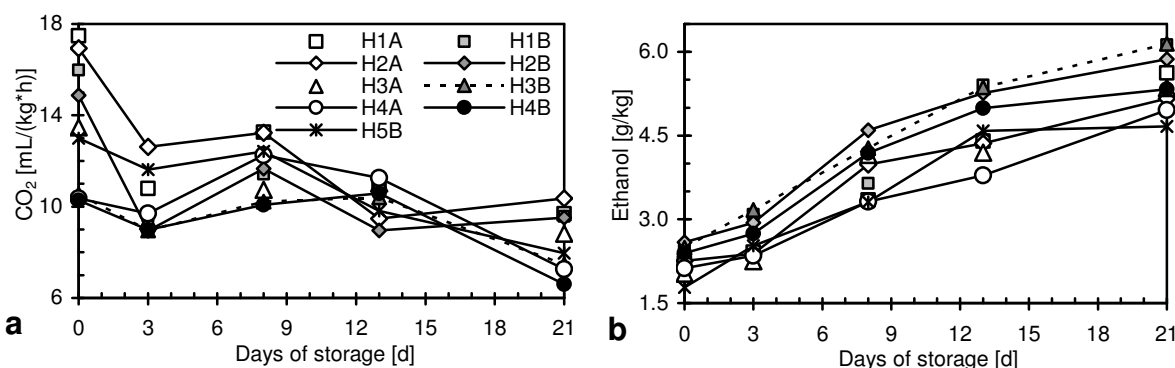 18
14
10
6
CO₂ [mL/(kg*h)]
H1A H1B
H2A H2B
H3A H3B
H4A H4B
H5B
0 3 6 9 12 15 18 21
Days of storage [d]
a
6.0
4.5
3.0
1.5
Ethanol [g/kg]
0 3 6 9 12 15 18 21
Days of storage [d]
b